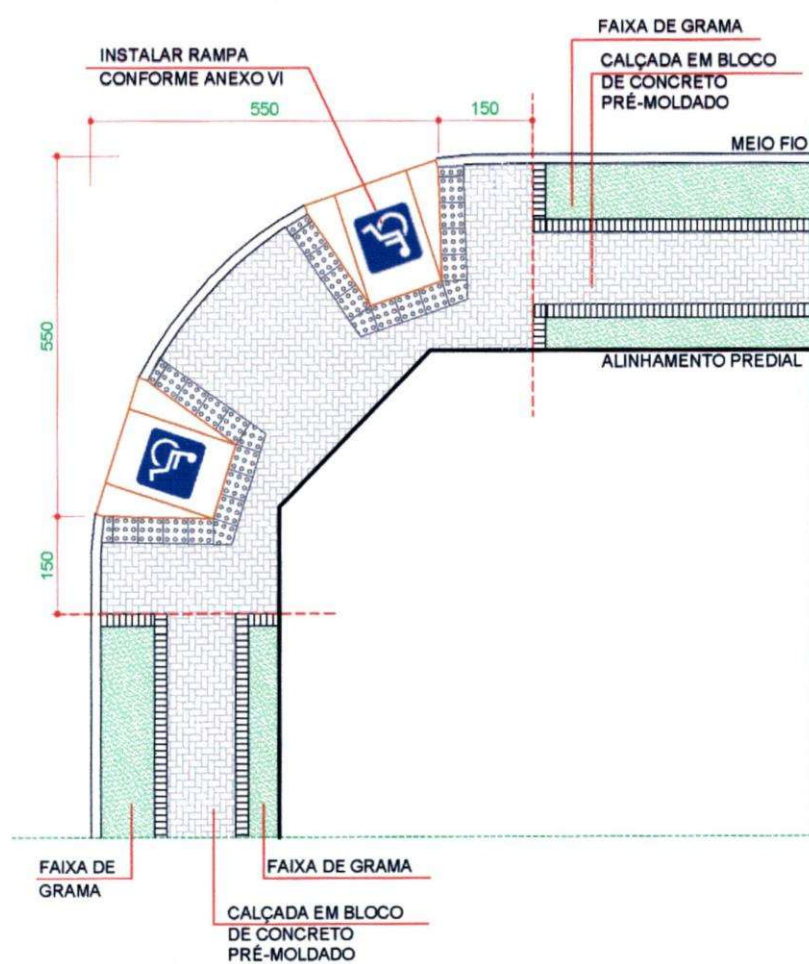 FAIXA DE GRAMA
INSTALAR RAMPA
CONFORME ANEXO VI
CALÇADA EM BLOCO
DE CONCRETO
PRÉ-MOLDADO
550
150
MEIO FIO
550
ALINHAMENTO PREDIAL
150
FAIXA DE
GRAMA
FAIXA DE GRAMA
CALÇADA EM BLOCO
DE CONCRETO
PRÉ-MOLDADO